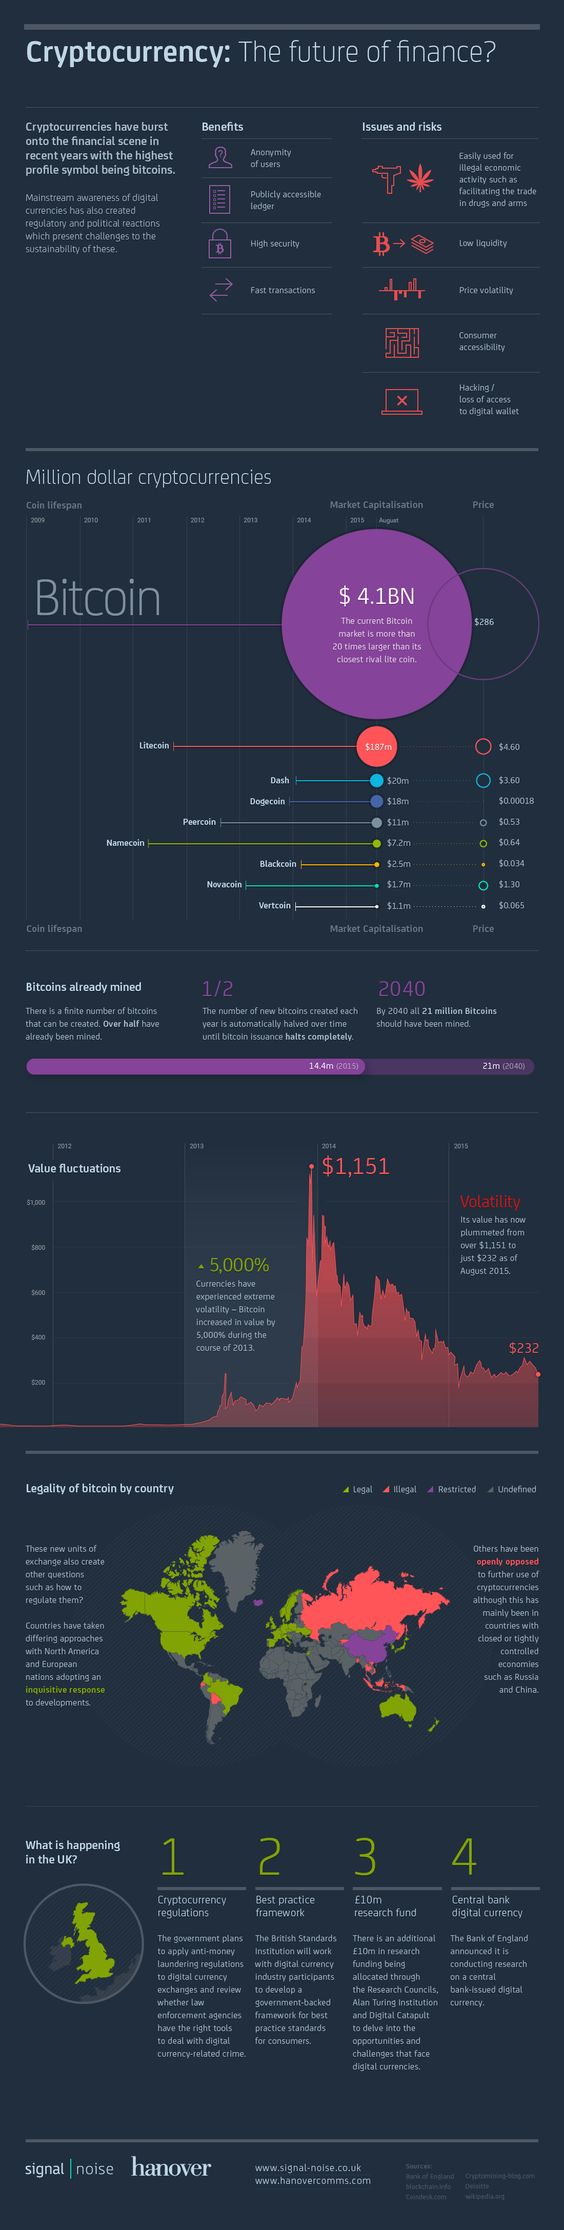 Cryptocurrency: The future of finance?
Cryptocurrencies have burst
onto the financial scene in
recent years with the highest
profile symbol being bitcoins.
Mainstream awareness of digital
currencies has also created
regulatory and political reactions
which present challenges to the
sustainability of these.
Benefits
Anonymity
of users
Publicly accessible
ledger
High security
Fast transactions
Issues and risks
Easily used for
illegal economic
activity such as
facilitating the trade
in drugs and arms
Low liquidity
Price volatility
Consumer
accessibility
Hacking /
loss of access
to digital wallet
Million dollar cryptocurrencies
Coin lifespan Market Capitalisation Price
2009 2010 2011 2012 2013 2014 2015 August
Bitcoin
$ 4.1BN
The current Bitcoin
market is more than
20 times larger than its
closest rival lite coin.
$286
Litecoin $187m $4.60
Dash $20m $3.60
Dogecoin $18m $0.00018
Peercoin $11m $0.53
Namecoin $7.2m $0.64
Blackcoin $2.5m $0.034
Novacoin $1.7m $1.30
Vertcoin $1.1m $0.065
Coin lifespan Market Capitalisation Price
Bitcoins already mined
There is a finite number of bitcoins
that can be created. Over half have
already been mined.
1/2
The number of new bitcoins created each
year is automatically halved over time
until bitcoin issuance halts completely.
2040
By 2040 all 21 million Bitcoins
should have been mined.
14.4m (2015) 21m (2040)
2012 2013 2014 2015
Value fluctuations
$1,151
$1,000
$800
$600
$400
$200
5,000%
Currencies have
experienced extreme
volatility – Bitcoin
increased in value by
5,000% during the
course of 2013.
Volatility
Its value has now
plummeted from
over $1,151 to
just $232 as of
August 2015.
$232
Legality of bitcoin by country
Legal Illegal Restricted Undefined
These new units of
exchange also create
other questions
such as how to
regulate them?
Countries have taken
differing approaches
with North America
and European
nations adopting an
inquisitive response
to developments.
Others have been
openly opposed
to further use of
cryptocurrencies
although this has
mainly been in
countries with
closed or tightly
controlled
economies
such as Russia
and China.
What is happening
in the UK?
1
Cryptocurrency
regulations
The government plans
to apply anti-money
laundering regulations
to digital currency
exchanges and review
whether law
enforcement agencies
have the right tools
to deal with digital
currency-related crime.
2
Best practice
framework
The British Standards
Institution will work
with digital currency
industry participants
to develop a
government-backed
framework for best
practice standards
for consumers.
3
£10m
research fund
There is an additional
£10m in research
funding being
allocated through
the Research Councils,
Alan Turing Institution
and Digital Catapult
to delve into the
opportunities and
challenges that face
digital currencies.
4
Central bank
digital currency
The Bank of England
announced it is
conducting research
on a central
bank-issued digital
currency.
signal | noise
hanover
www.signal-noise.co.uk
www.hanovercomms.com
Sources:
Bank of England
blockchain.info
Coindesk.com
Cryptomining-blog.com
Deloitte
wikipedia.org